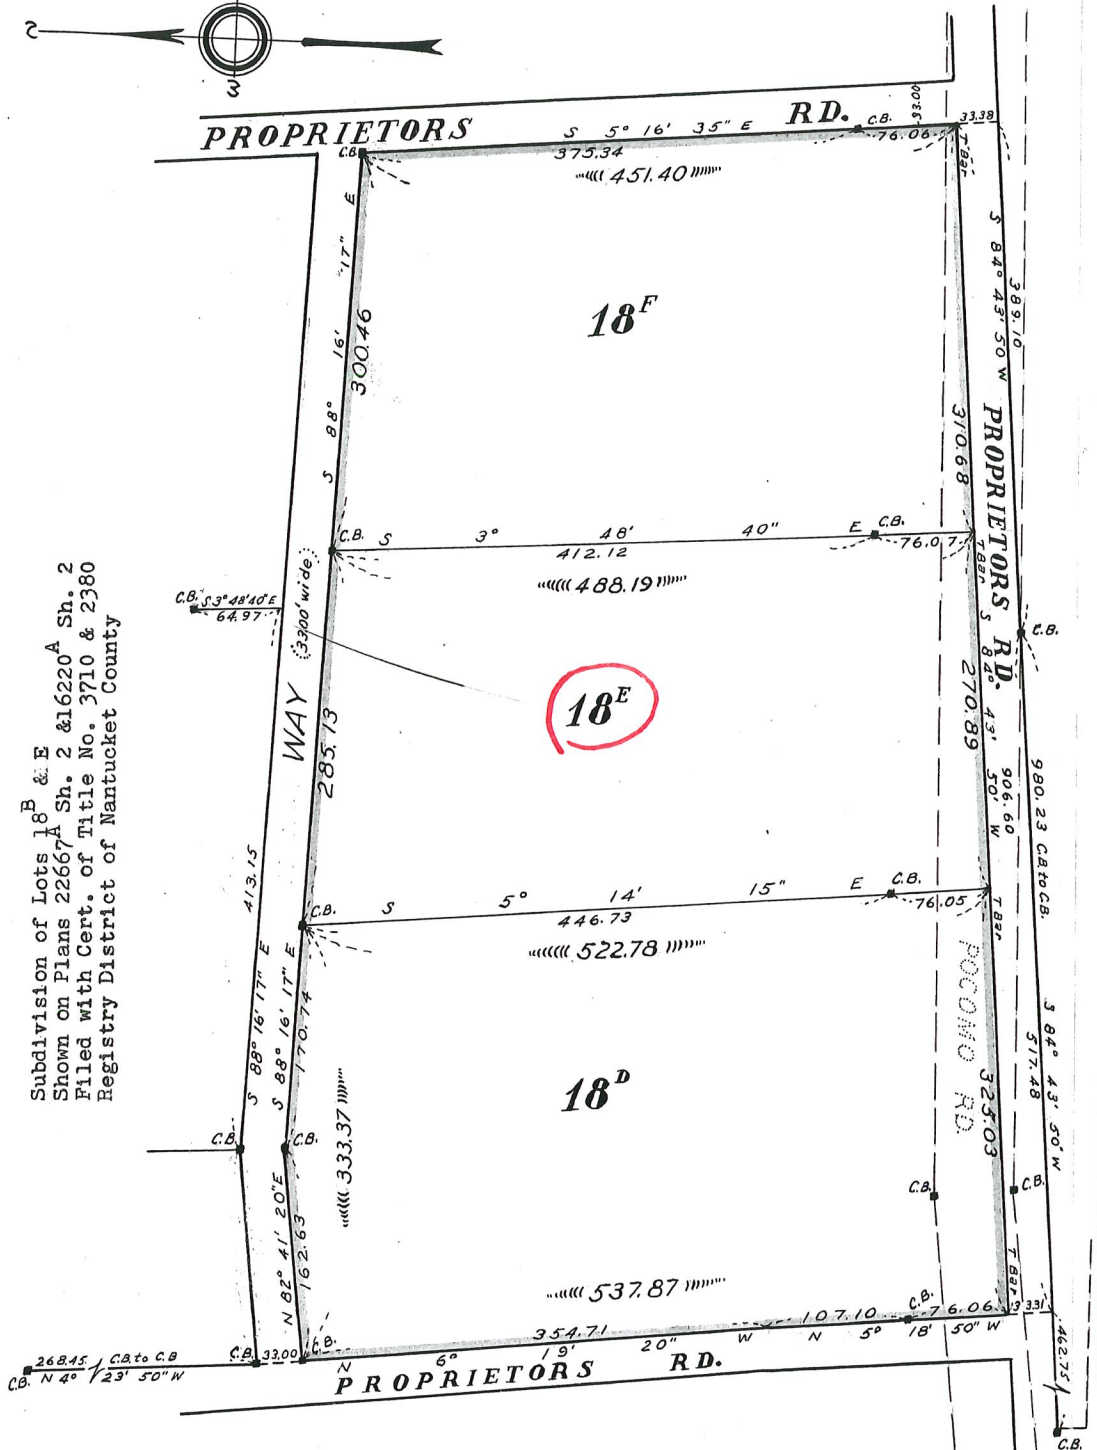 S
W
PROPRIETORS RD.
S 5° 16' 35" E
C.B.
93.00
33.38
C.B.
375.34
76.06
T Bar
451.40
S 88° 16' 17" E
300.46
18F
S 84° 43' 50 W
389.10
310.68
PROPRIETORS RD.
C.B. S 3° 48' 40" E C.B.
412.12
76.07
T Bar
488.19
C.B. S 3° 48' 40" E
64.97
(33.00' wide)
WAY
285.13
18E
C.B.
S 84° 43' 50" W
270.89
906.60
980.23 C.B. to C.B.
413.15
S 88° 16' 17" E
C.B. S 5° 14' 15" E C.B.
446.73
76.05
T Bar
522.78
S 88° 16' 17" E
170.74
POCOMO RD.
325.03
S 84° 43' 50" W
517.48
18D
333.37
C.B.
C.B.
C.B.
C.B.
N 82° 41' 20" E
162.63
T Bar
537.87
C.B.
107.10
76.06
33.31
354.71
N 6° 19' 20" W
N 5° 18' 50" W
462.75
C.B.
C.B. 33.00 C.B.
268.45 C.B. to C.B
N 4° 23' 50" W
C.B.
PROPRIETORS RD.
Subdivision of Lots 18B & E
Shown on Plans 22667A Sh. 2 &16220A Sh. 2
Filed with Cert. of Title No. 3710 & 2380
Registry District of Nantucket County